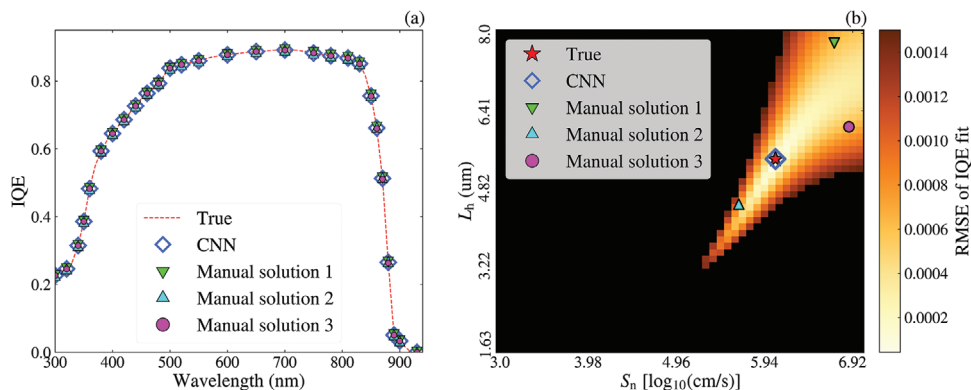 (a)
IQE
0.8
0.6
0.4
0.2
0.0
300 400 500 600 700 800 900
Wavelength (nm)
True
CNN
Manual solution 1
Manual solution 2
Manual solution 3
(b)
L_h (um)
8.0
6.41
4.82
3.22
1.63
3.0 3.98 4.96 5.94 6.92
S_n [log10(cm/s)]
True
CNN
Manual solution 1
Manual solution 2
Manual solution 3
0.0014
0.0012
0.0010
0.0008
0.0006
0.0004
0.0002
RMSE of IQE fit